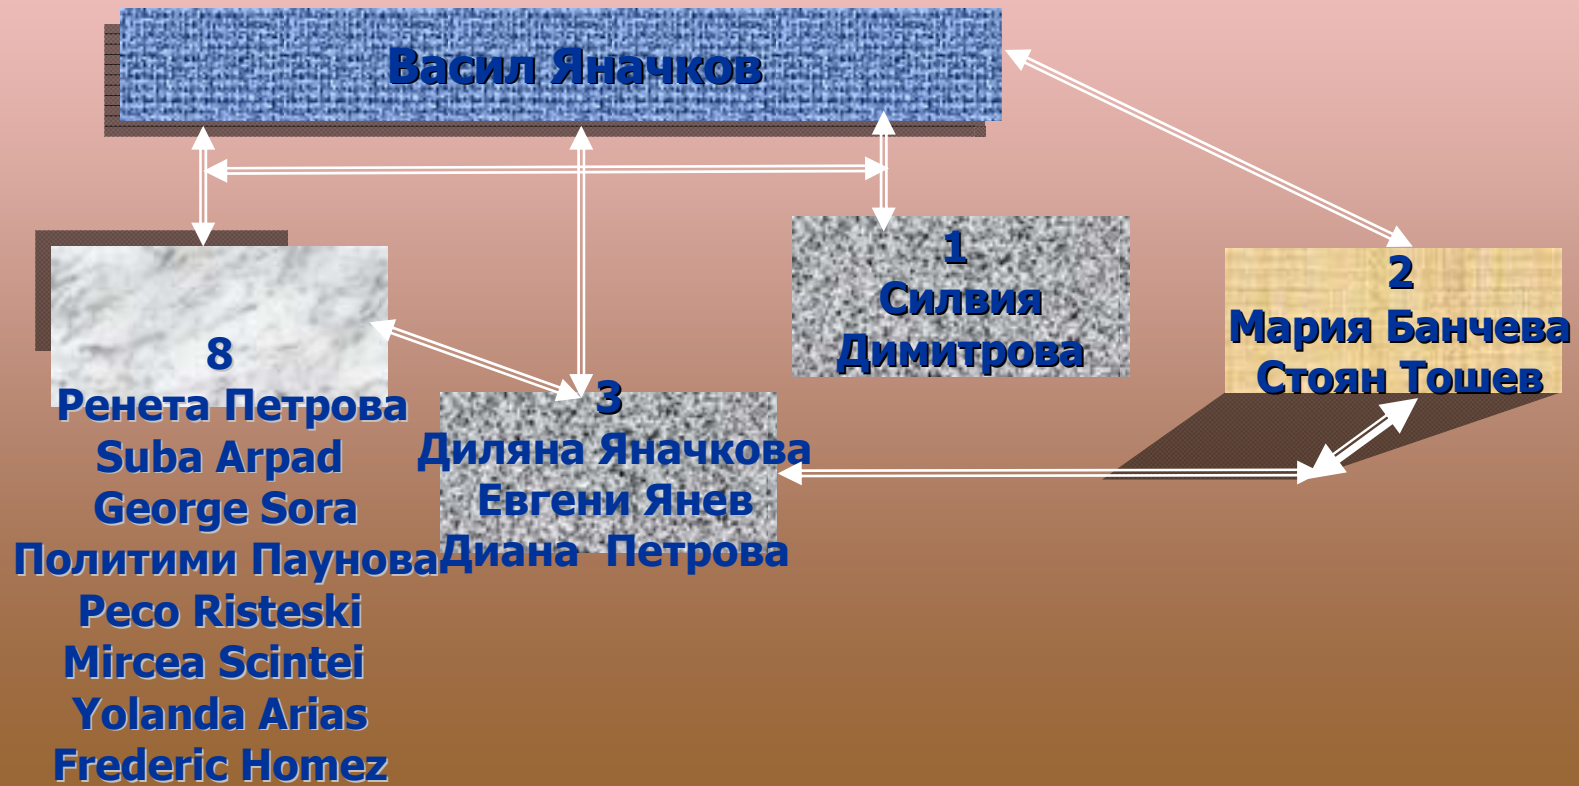 Васил Яначков
8
Ренета Петрова
Suba Arpad
George Sora
Политими Паунова
Peco Risteski
Mircea Scintei
Yolanda Arias
Frederic Homez
3
Диляна Яначкова
Евгени Янев
Диана Петрова
1
Силвия
Димитрова
2
Мария Банчева
Стоян Тошев